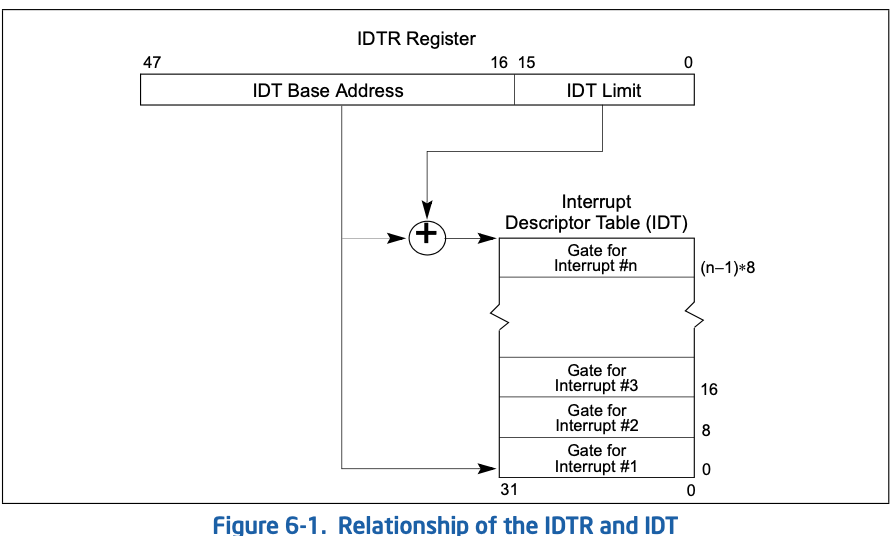 IDTR Register
47 16 15 0
IDT Base Address IDT Limit
+
Interrupt
Descriptor Table (IDT)
Gate for
Interrupt #n
(n–1)∗8
Gate for
Interrupt #3
16
Gate for
Interrupt #2
8
Gate for
Interrupt #1
0
31 0
Figure 6-1. Relationship of the IDTR and IDT